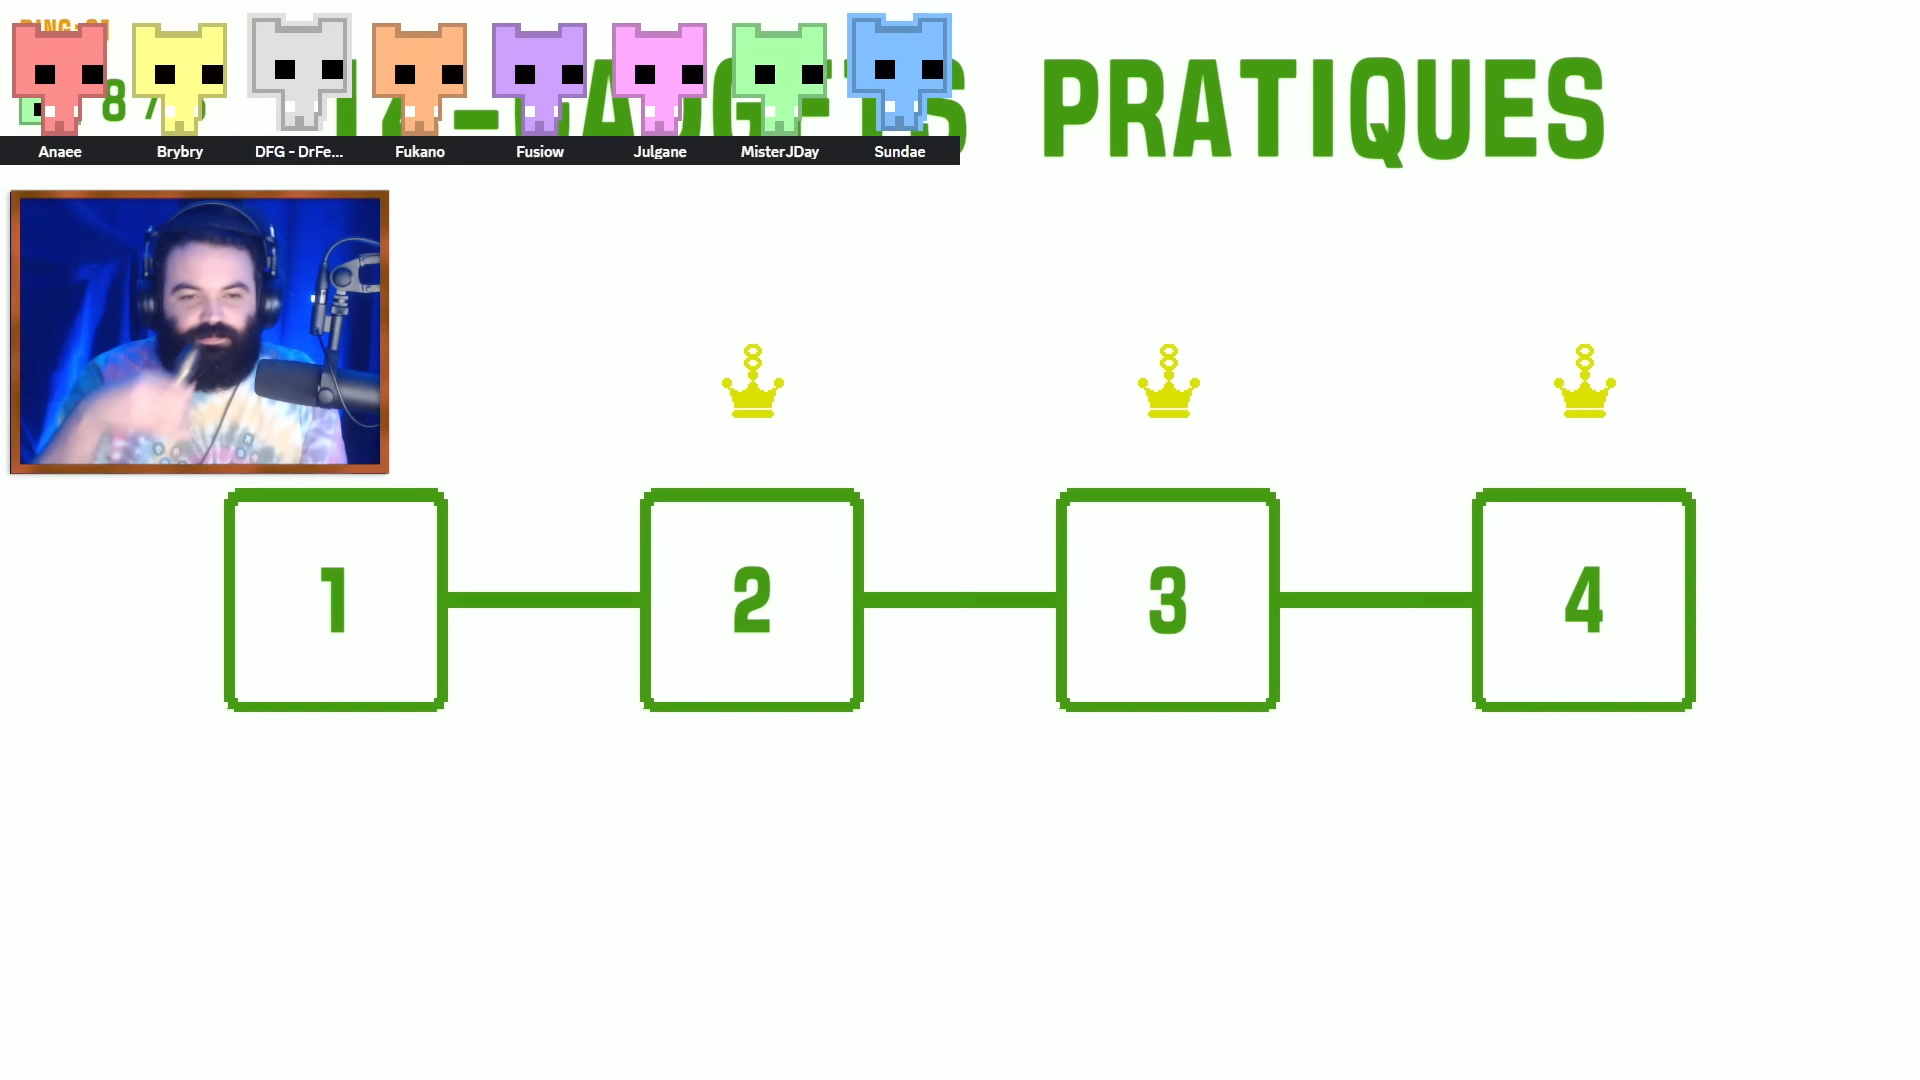 PRATIQUES
Anaee Brybry DFG - DrFe... Fukano Fusiow Julgane MisterJDay Sundae
1 2 3 4